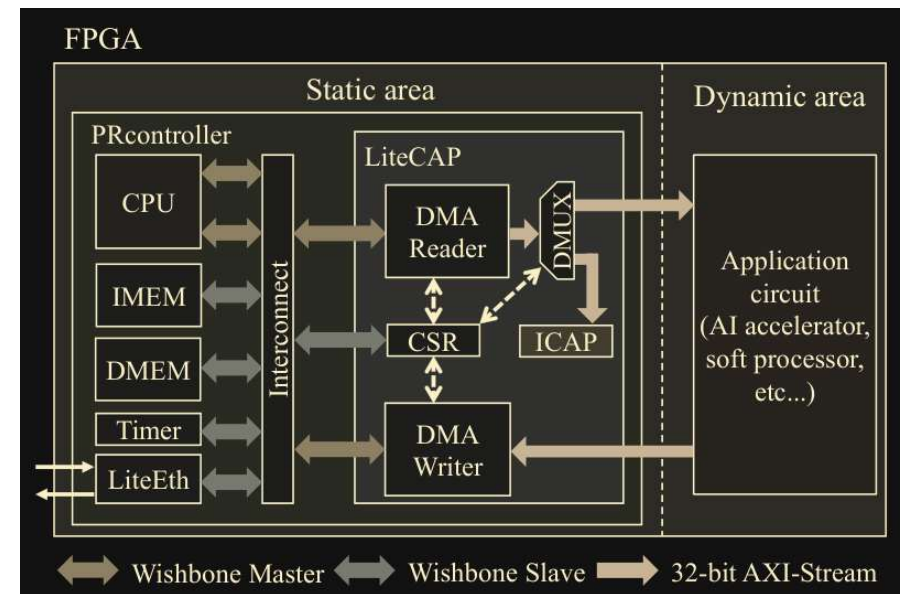 FPGA
Static area
Dynamic area
PRcontroller
LiteCAP
CPU
IMEM
DMEM
Timer
LiteEth
Interconnect
DMA
Reader
DMUX
CSR
ICAP
DMA
Writer
Application
circuit
(AI accelerator,
soft processor,
etc...)
Wishbone Master
Wishbone Slave
32-bit AXI-Stream